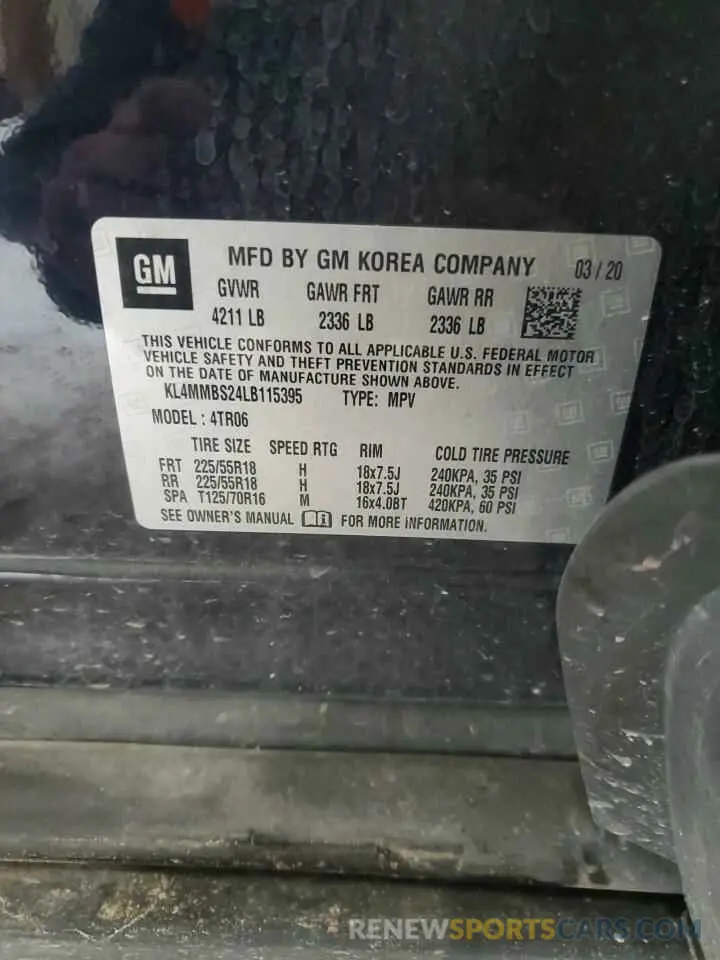 GM
MFD BY GM KOREA COMPANY 03 / 20
GVWR GAWR FRT GAWR RR
4211 LB 2336 LB 2336 LB
THIS VEHICLE CONFORMS TO ALL APPLICABLE U.S. FEDERAL MOTOR
VEHICLE SAFETY AND THEFT PREVENTION STANDARDS IN EFFECT
ON THE DATE OF MANUFACTURE SHOWN ABOVE.
KL4MMBS24LB115395 TYPE: MPV
MODEL : 4TR06
TIRE SIZE SPEED RTG RIM COLD TIRE PRESSURE
FRT 225/55R18 H 18x7.5J 240KPA, 35 PSI
RR 225/55R18 H 18x7.5J 240KPA, 35 PSI
SPA T125/70R16 M 16x4.0BT 420KPA, 60 PSI
SEE OWNER'S MANUAL FOR MORE INFORMATION.
RENEWSPORTSCARS.COM